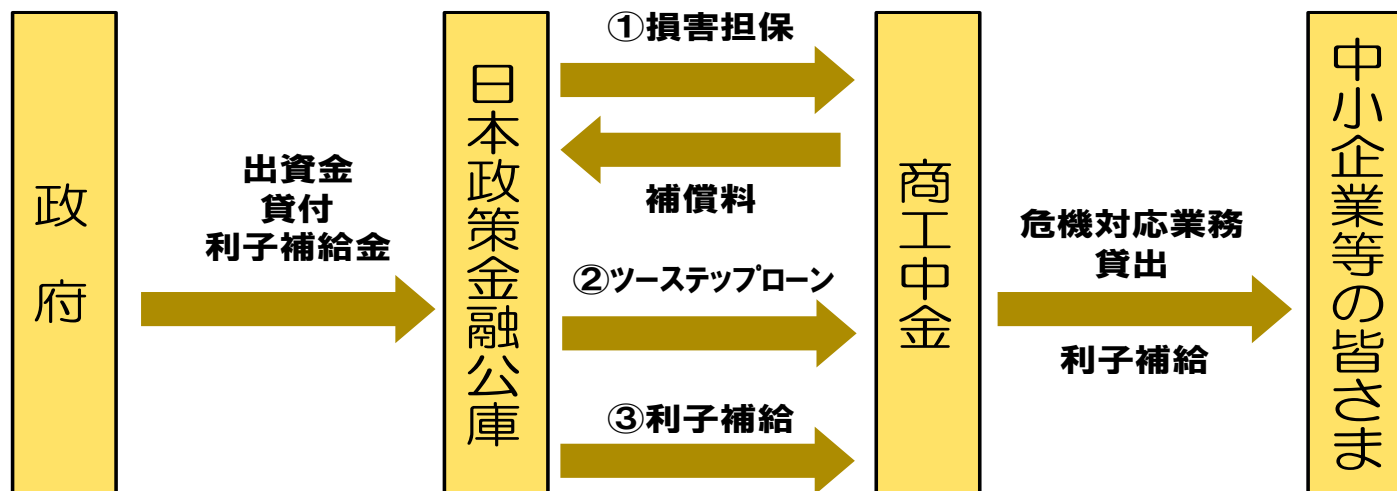 政府
出資金
貸付
利子補給金
日本政策金融公庫
①損害担保
補償料
②ツーステップローン
③利子補給
商工中金
危機対応業務
貸出
利子補給
中小企業等の皆さま